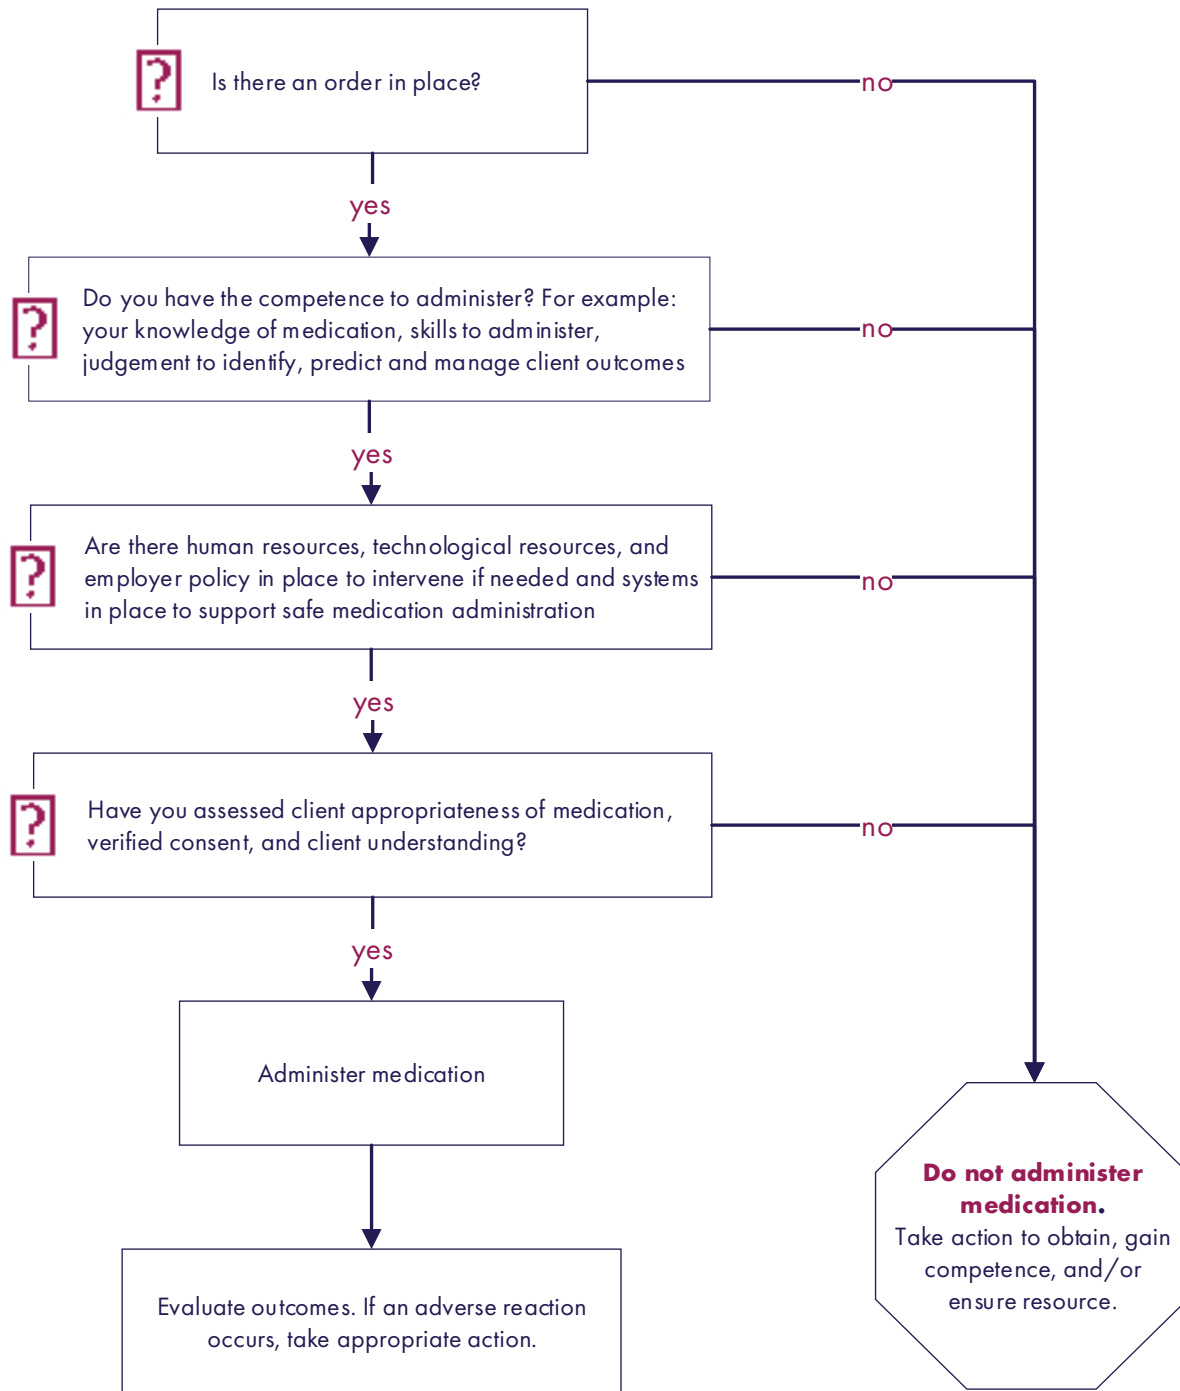 ?
Is there an order in place?
no
yes
?
Do you have the competence to administer? For example:
your knowledge of medication, skills to administer,
judgement to identify, predict and manage client outcomes
no
yes
?
Are there human resources, technological resources, and
employer policy in place to intervene if needed and systems
in place to support safe medication administration
no
yes
?
Have you assessed client appropriateness of medication,
verified consent, and client understanding?
no
yes
Administer medication
Do not administer
medication.
Take action to obtain, gain
competence, and/or
ensure resource.
Evaluate outcomes. If an adverse reaction
occurs, take appropriate action.